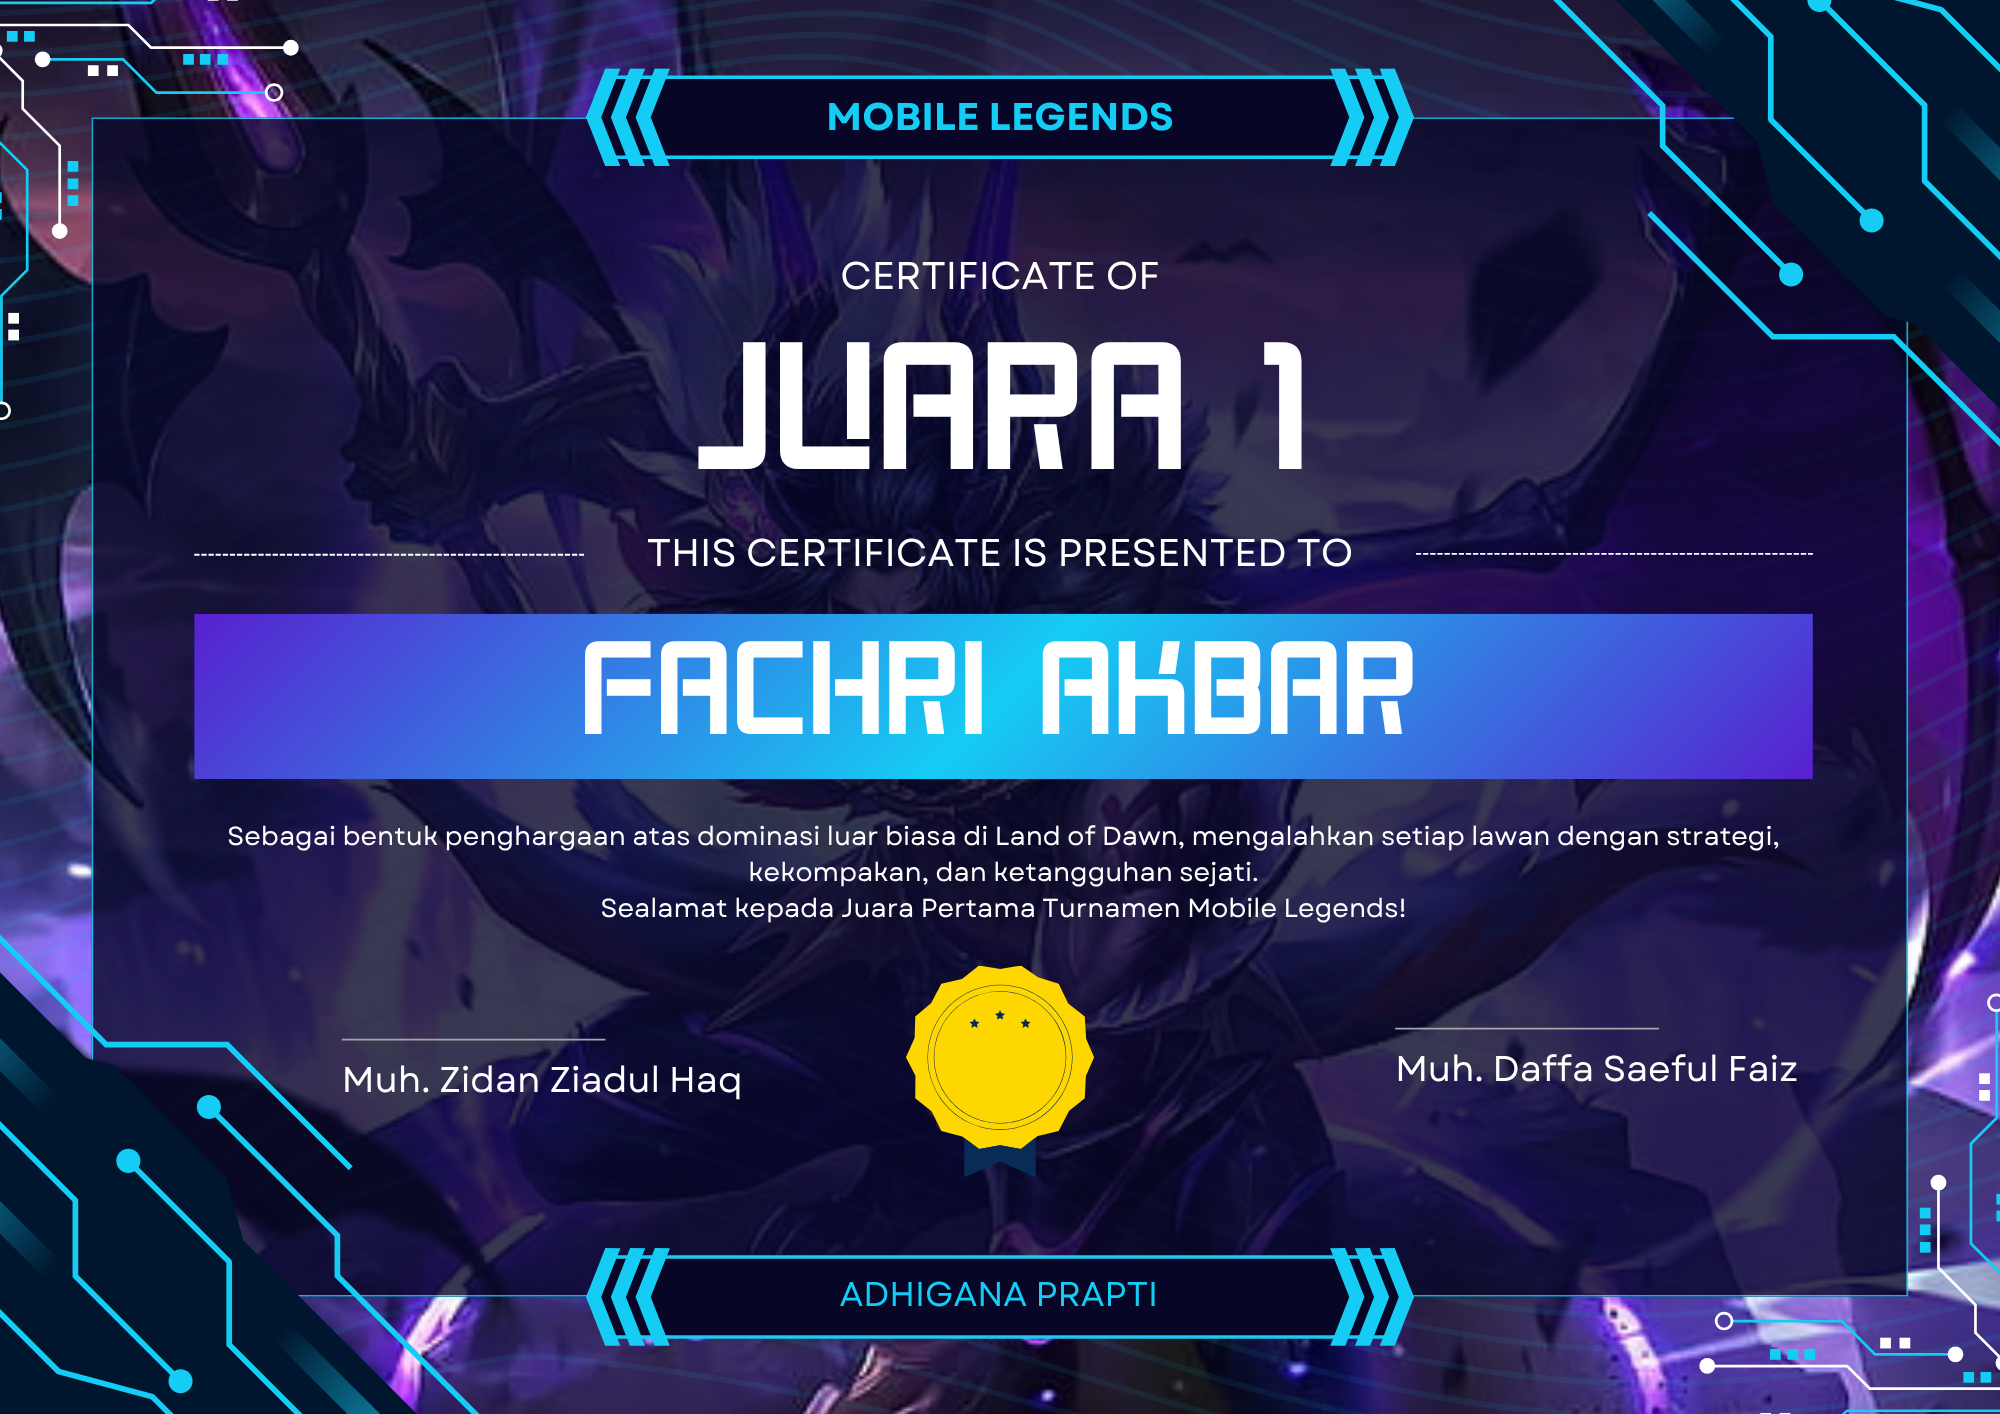 MOBILE LEGENDS
CERTIFICATE OF
JUARA 1
THIS CERTIFICATE IS PRESENTED TO
FACHRI AKBAR
Sebagai bentuk penghargaan atas dominasi luar biasa di Land of Dawn, mengalahkan setiap lawan dengan strategi,
kekompakan, dan ketangguhan sejati.
Sealamat kepada Juara Pertama Turnamen Mobile Legends!
Muh. Zidan Ziadul Haq
Muh. Daffa Saeful Faiz
ADHIGANA PRAPTI